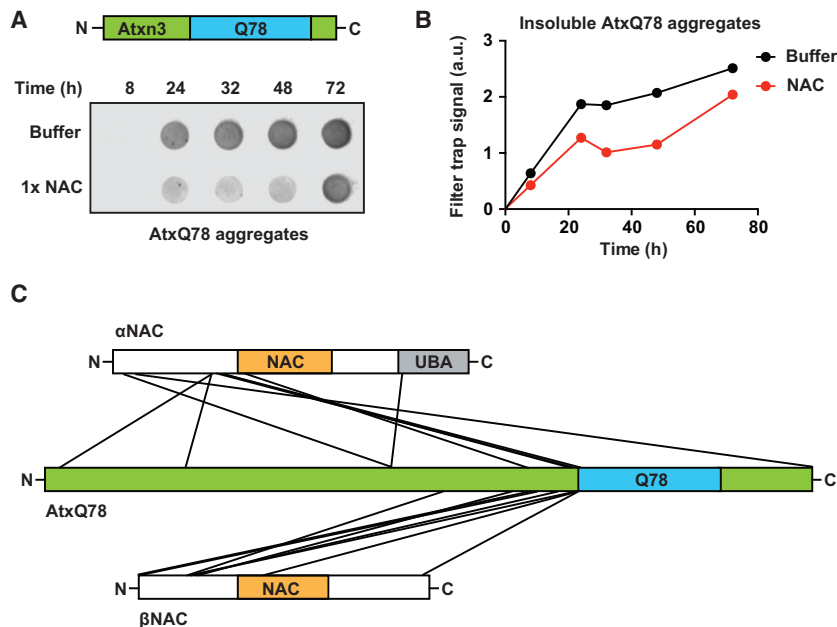 A
N Atxn3 Q78 C
Time (h) 8 24 32 48 72
Buffer
1x NAC
AtxQ78 aggregates
B
Insoluble AtxQ78 aggregates
Filter trap signal (a.u.)
3
2
1
0
0 20 40 60 80
Time (h)
Buffer
NAC
C
αNAC
N NAC UBA C
N Q78 C
AtxQ78
N NAC C
βNAC